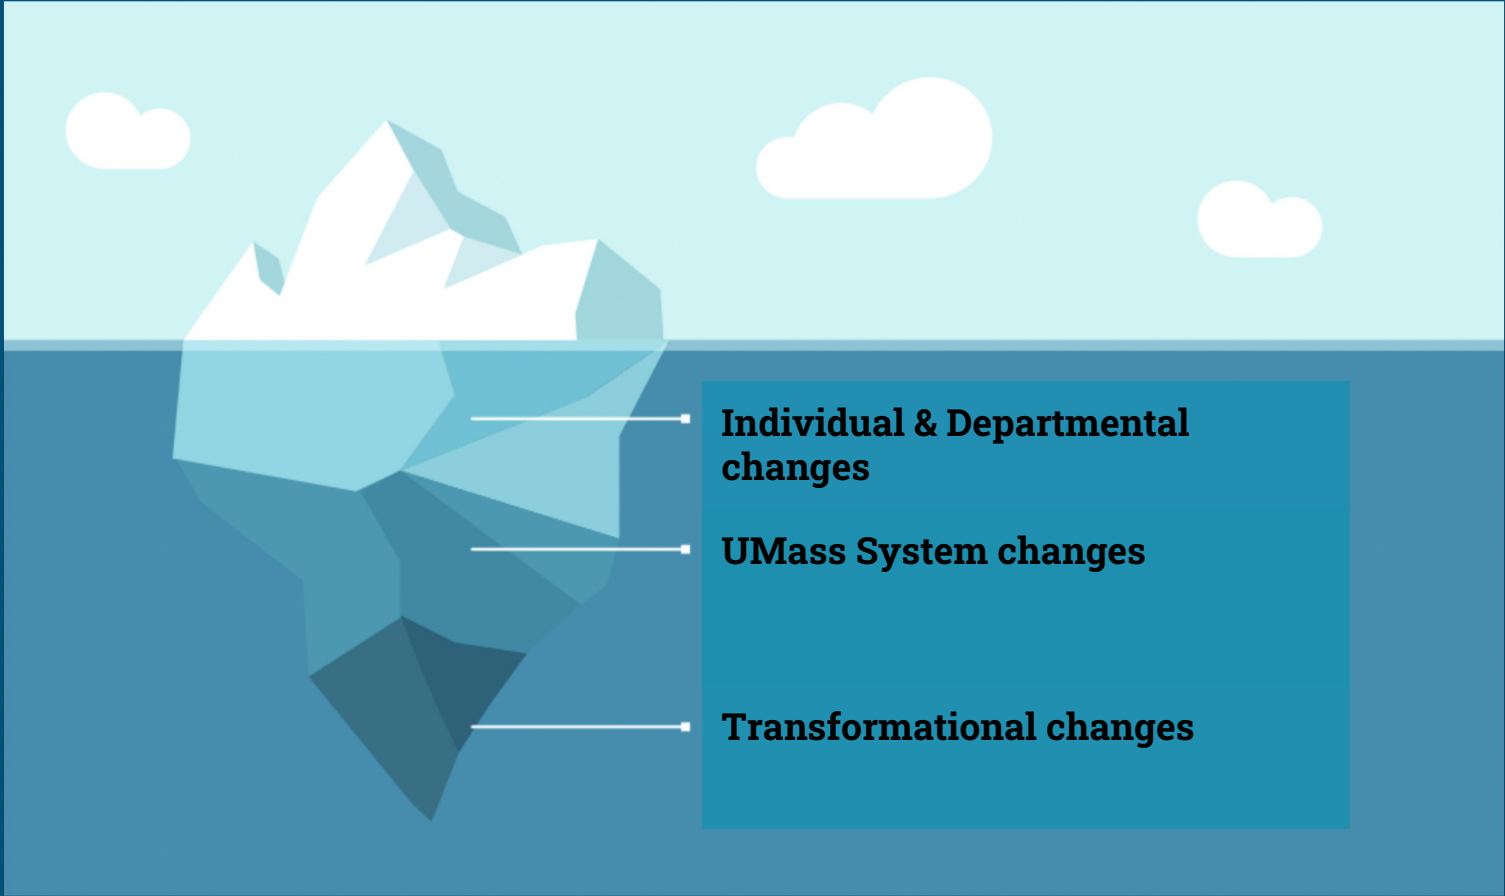 Individual & Departmental
changes
UMass System changes
Transformational changes